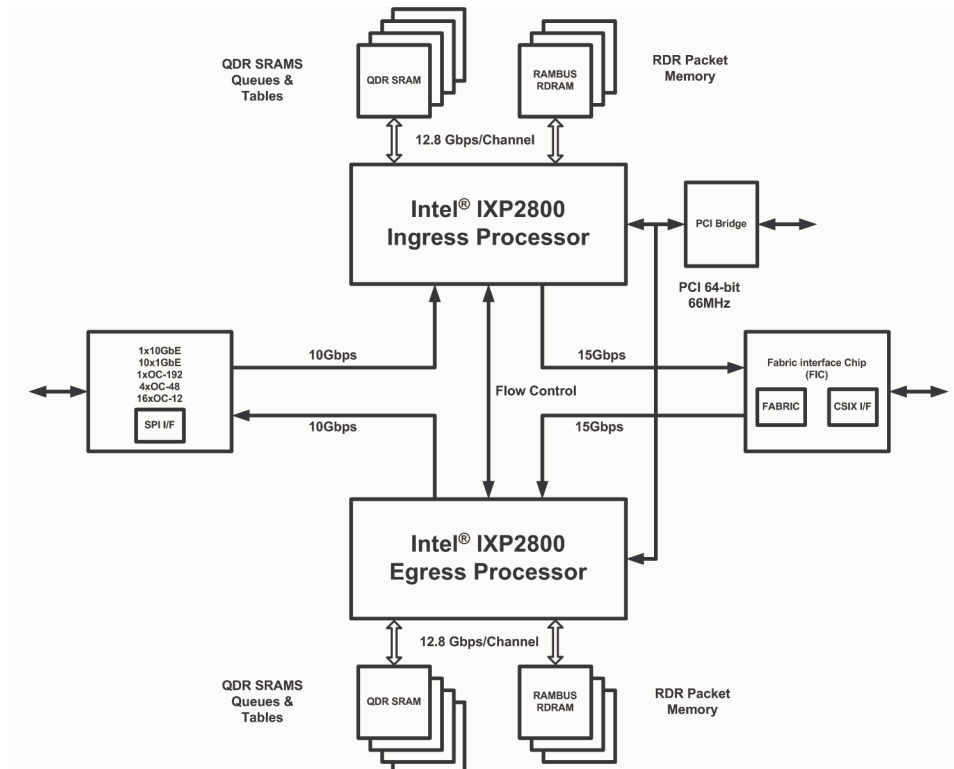 QDR SRAMS
Queues &
Tables
QDR SRAM
RAMBUS
RDRAM
RDR Packet
Memory
12.8 Gbps/Channel
Intel® IXP2800
Ingress Processor
PCI Bridge
PCI 64-bit
66MHz
1x10GbE
10x1GbE
1xOC-192
4xOC-48
16xOC-12
SPI I/F
10Gbps
10Gbps
Flow Control
15Gbps
15Gbps
Fabric interface Chip
(FIC)
FABRIC
CSIX I/F
Intel® IXP2800
Egress Processor
12.8 Gbps/Channel
QDR SRAMS
Queues &
Tables
QDR SRAM
RAMBUS
RDRAM
RDR Packet
Memory